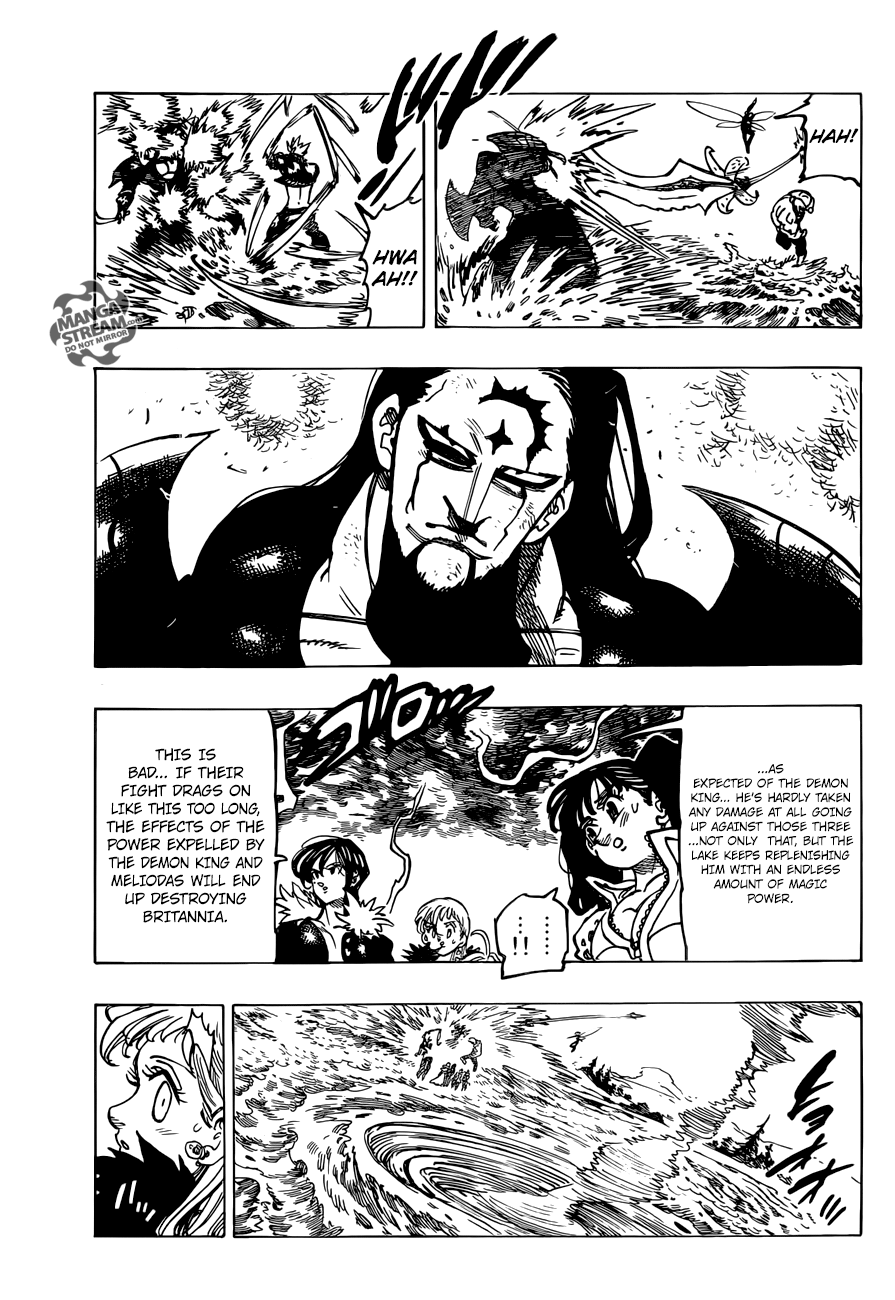 HAH!
HWA
AH!!
MANGA
STREAM.com
DO NOT MIRROR
ゴロ...
...AS
EXPECTED OF THE DEMON
KING... HE'S HARDLY TAKEN
ANY DAMAGE AT ALL GOING
UP AGAINST THOSE THREE
...NOT ONLY THAT, BUT THE
LAKE KEEPS REPLENISHING
HIM WITH AN ENDLESS
AMOUNT OF MAGIC
POWER.
......!!
THIS IS
BAD... IF THEIR
FIGHT DRAGS ON
LIKE THIS TOO LONG,
THE EFFECTS OF THE
POWER EXPELLED BY
THE DEMON KING AND
MELIODAS WILL END
UP DESTROYING
BRITANNIA.